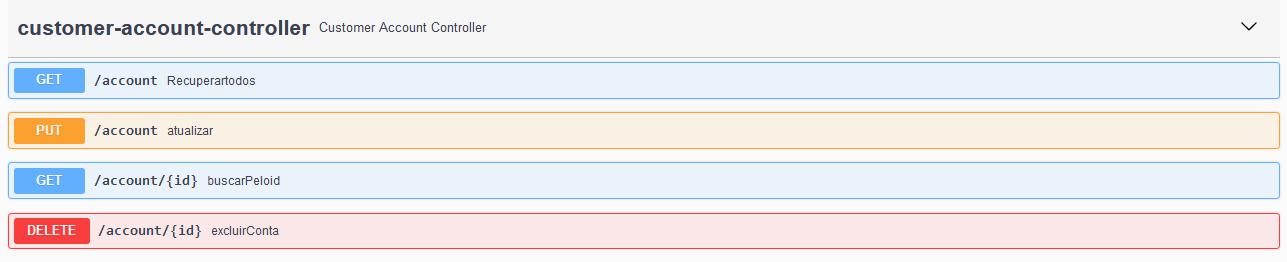 customer-account-controller Customer Account Controller
GET /account Recuperartodos
PUT /account atualizar
GET /account/{id} buscarPeloid
DELETE /account/{id} excluirConta